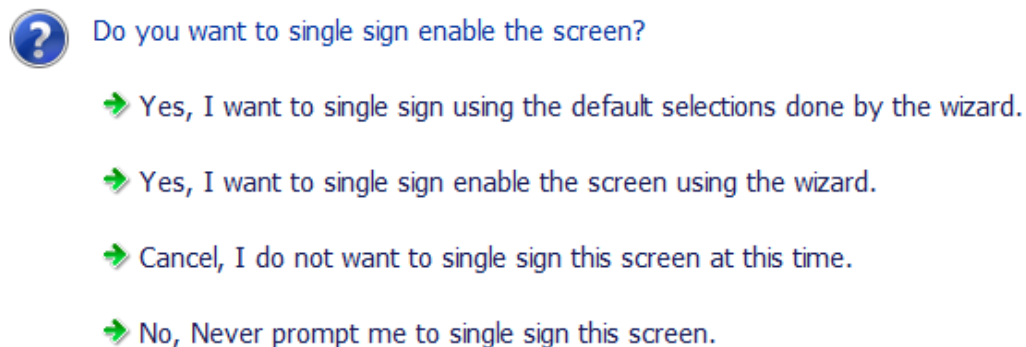 Do you want to single sign enable the screen?
Yes, I want to single sign using the default selections done by the wizard.
Yes, I want to single sign enable the screen using the wizard.
Cancel, I do not want to single sign this screen at this time.
No, Never prompt me to single sign this screen.